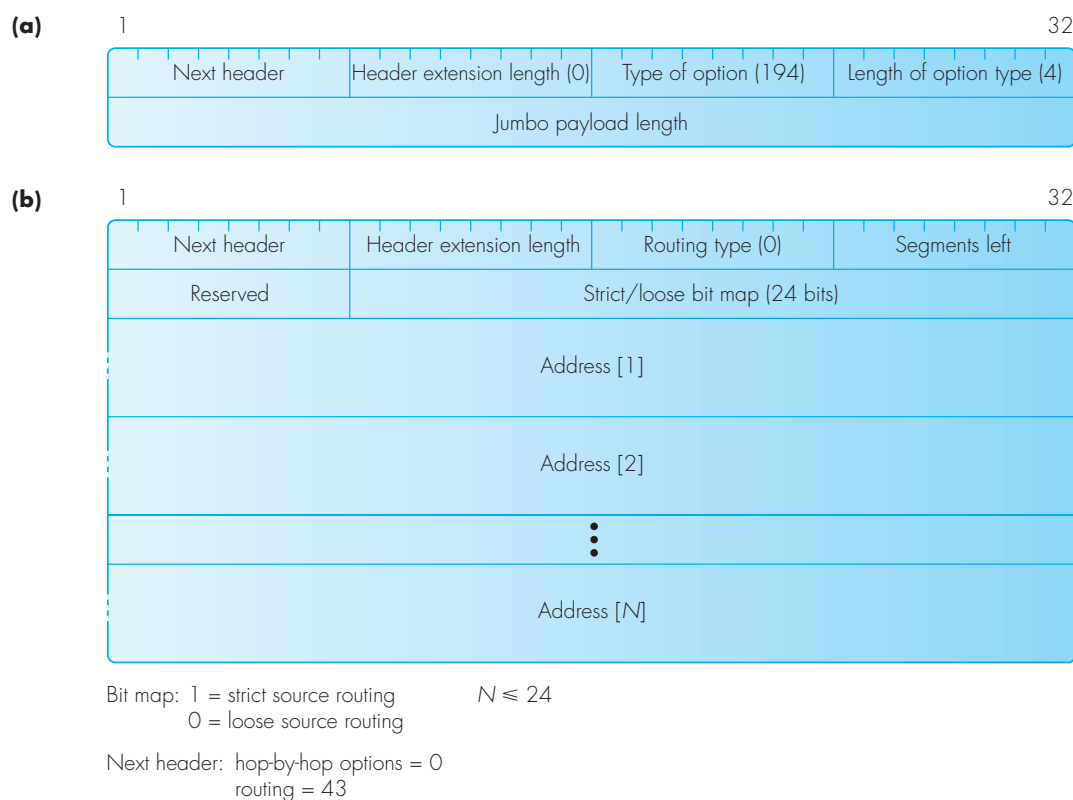 (a)
1 32
Next header Header extension length (0) Type of option (194) Length of option type (4)
Jumbo payload length
(b)
1 32
Next header Header extension length Routing type (0) Segments left
Reserved Strict/loose bit map (24 bits)
Address [1]
Address [2]
Address [N]
Bit map: 1 = strict source routing N ⩽ 24
0 = loose source routing
Next header: hop-by-hop options = 0
routing = 43